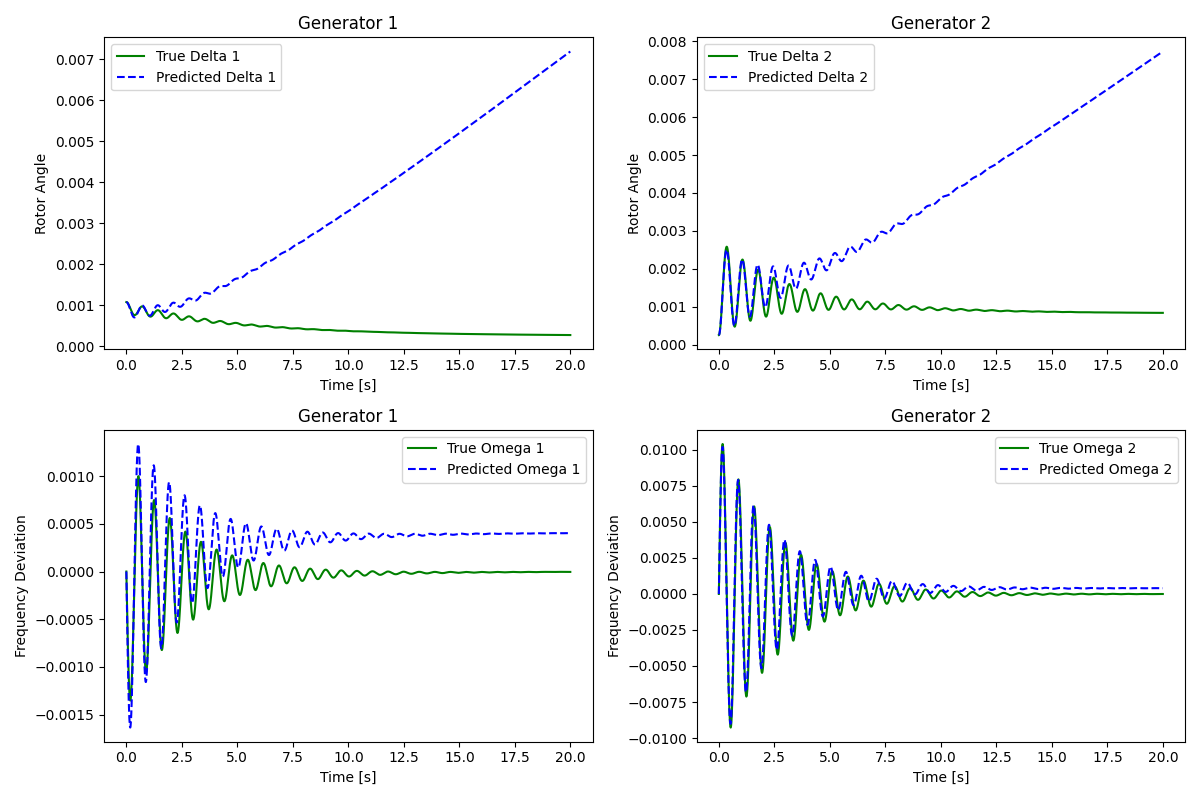 Generator 1
True Delta 1
Predicted Delta 1
0.007
0.006
0.005
0.004
0.003
0.002
0.001
0.000
Rotor Angle
0.0 2.5 5.0 7.5 10.0 12.5 15.0 17.5 20.0
Time [s]
Generator 2
True Delta 2
Predicted Delta 2
0.008
0.007
0.006
0.005
0.004
0.003
0.002
0.001
0.000
Rotor Angle
0.0 2.5 5.0 7.5 10.0 12.5 15.0 17.5 20.0
Time [s]
Generator 1
True Omega 1
Predicted Omega 1
0.0010
0.0005
0.0000
−0.0005
−0.0010
−0.0015
Frequency Deviation
0.0 2.5 5.0 7.5 10.0 12.5 15.0 17.5 20.0
Time [s]
Generator 2
True Omega 2
Predicted Omega 2
0.0100
0.0075
0.0050
0.0025
0.0000
−0.0025
−0.0050
−0.0075
−0.0100
Frequency Deviation
0.0 2.5 5.0 7.5 10.0 12.5 15.0 17.5 20.0
Time [s]